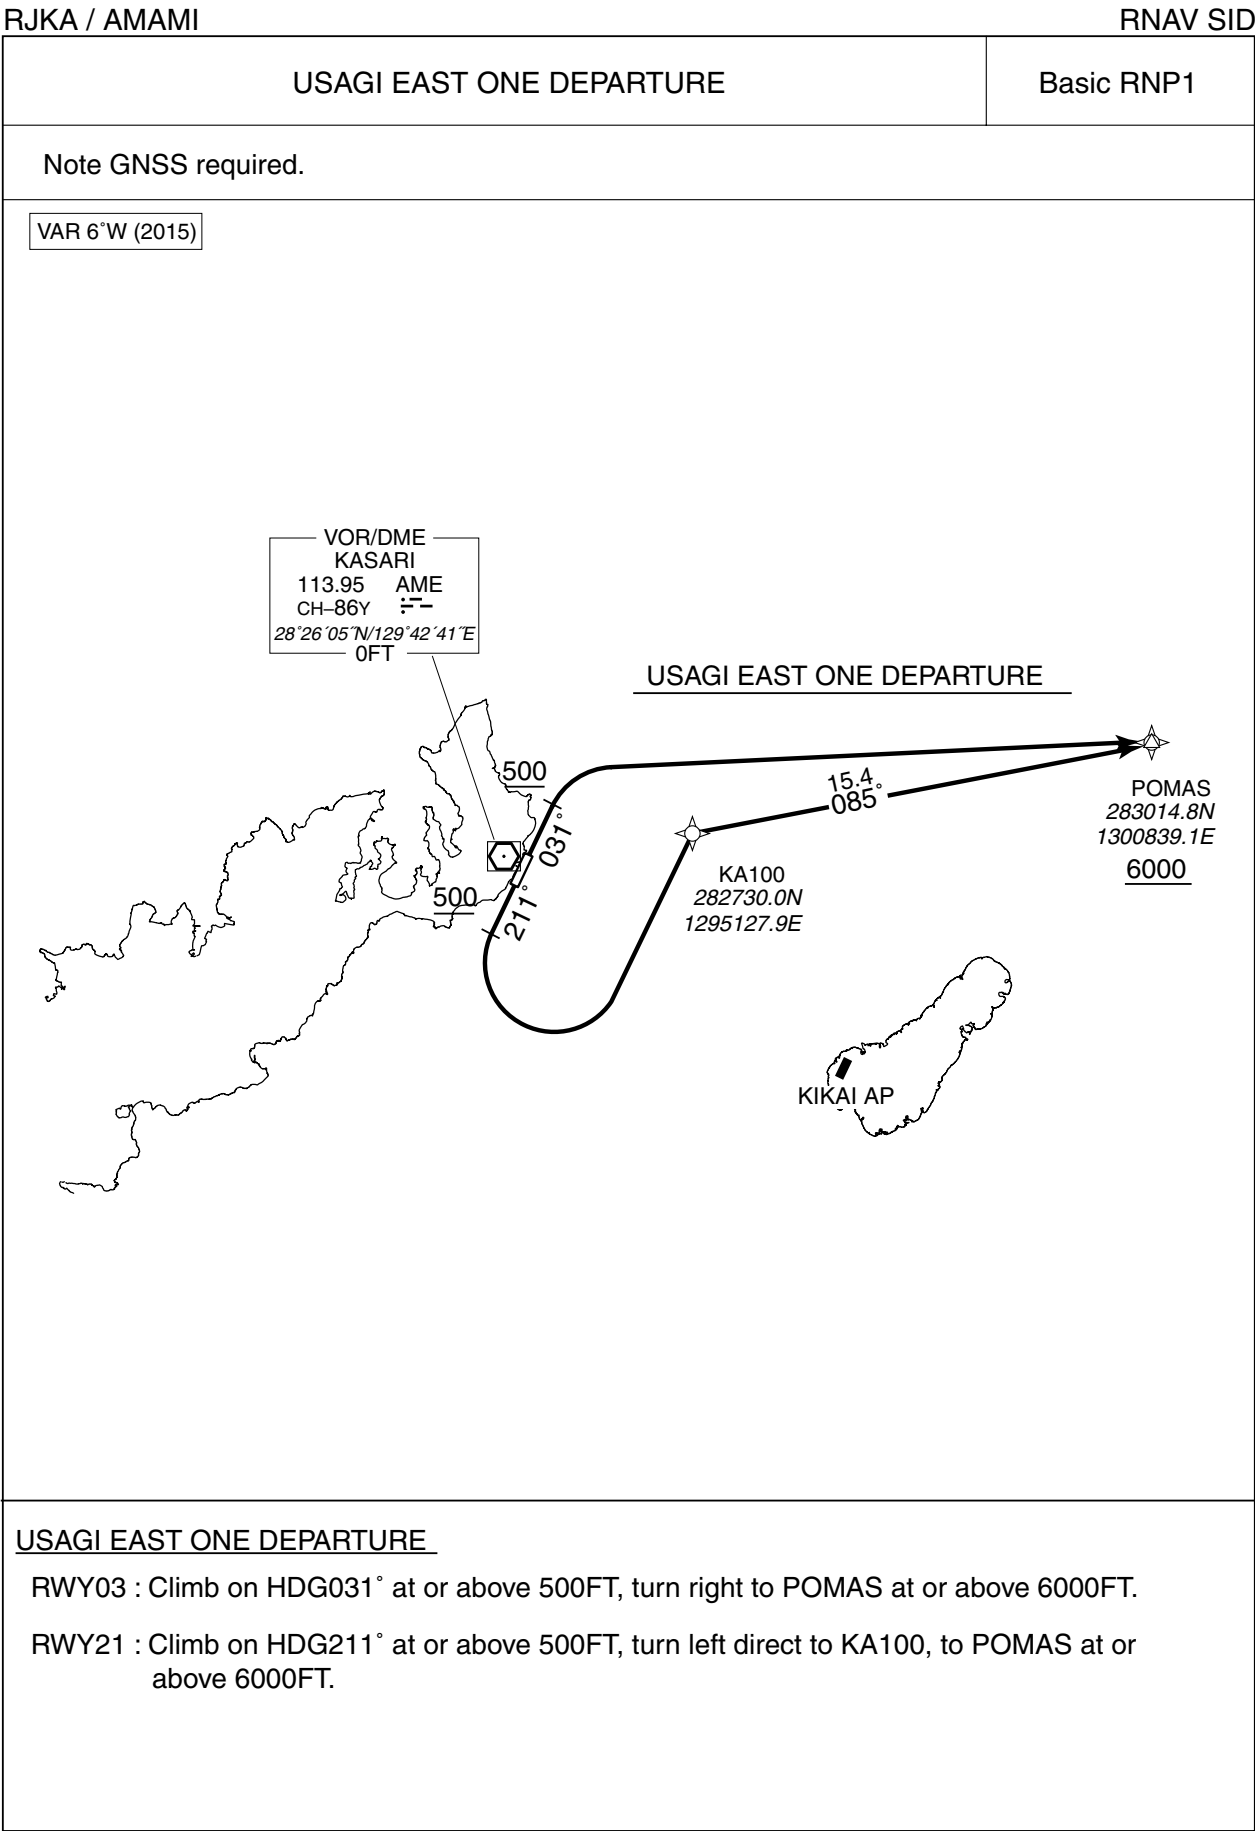 RJKA / AMAMI
RNAV SID
USAGI EAST ONE DEPARTURE
Basic RNP1
Note GNSS required.
VAR 6˚W (2015)
VOR/DME
KASARI
113.95 AME
CH–86Y
28˚26´05˝N/129˚42´41˝E
0FT
USAGI EAST ONE DEPARTURE
500
031˚
15.4
085˚
POMAS
283014.8N
1300839.1E
6000
KA100
282730.0N
1295127.9E
500
211˚
KIKAI AP
USAGI EAST ONE DEPARTURE
RWY03 : Climb on HDG031˚ at or above 500FT, turn right to POMAS at or above 6000FT.
RWY21 : Climb on HDG211˚ at or above 500FT, turn left direct to KA100, to POMAS at or
above 6000FT.